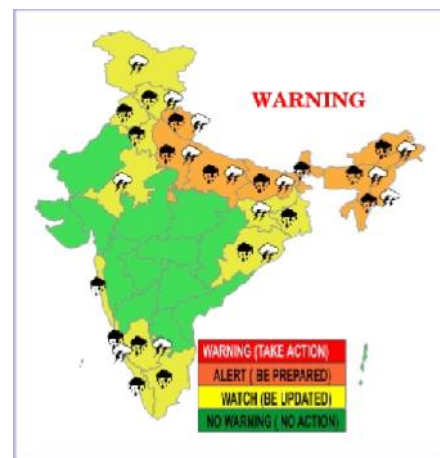 WARNING
WARNING (TAKE ACTION)
ALERT ( BE PREPARED)
WATCH (BE UPDATED)
NO WARNING ( NO ACTION)